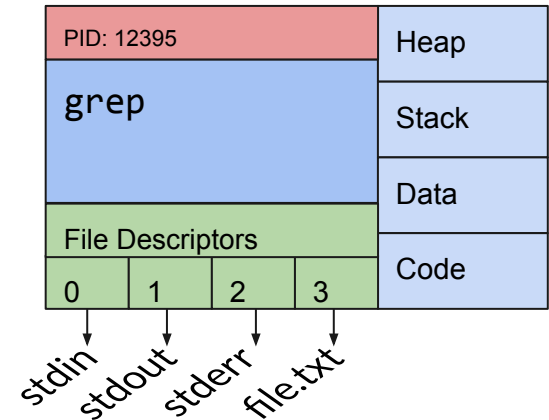 PID: 12395
grep
File Descriptors
0 1 2 3
stdin stdout stderr file.txt
Heap
Stack
Data
Code